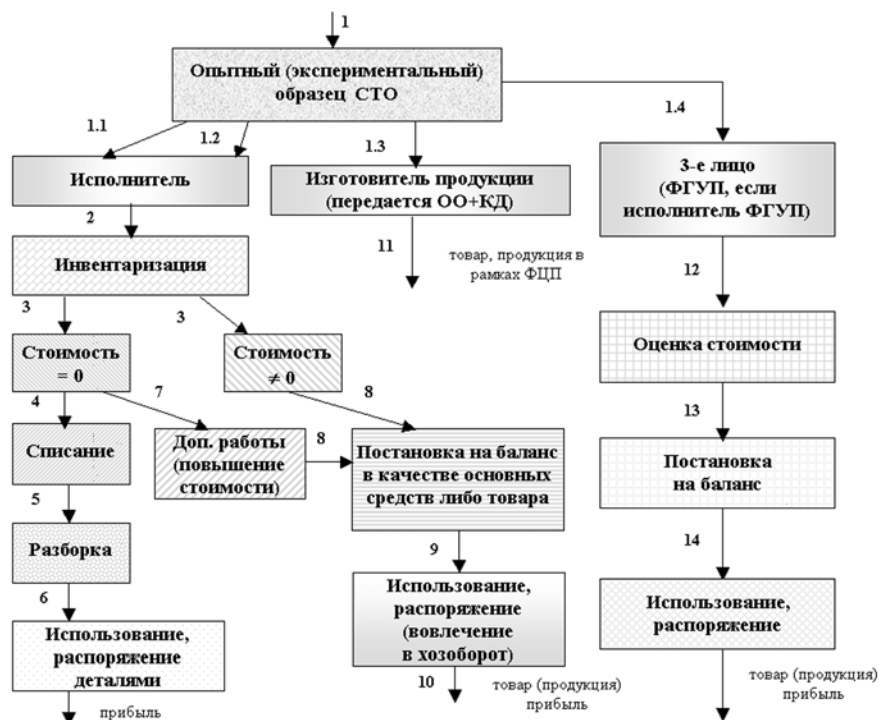 1
Опытный (экспериментальный)
образец СТО
1.1
1.2
1.3
1.4
Исполнитель
Изготовитель продукции
(передается ОО+КД)
3-е лицо
(ФГУП, если
исполнитель ФГУП)
2
11
товар, продукция в
рамках ФЦП
12
Инвентаризация
3
3
Стоимость
= 0
Стоимость
≠ 0
Оценка стоимости
4
7
8
13
Списание
Доп. работы
(повышение
стоимости)
8
Постановка на баланс
в качестве основных
средств либо товара
Постановка
на баланс
5
9
14
Разборка
6
Использование,
распоряжение
(вовлечение
в хозоборот)
Использование,
распоряжение
Использование,
распоряжение
деталями
10
товар (продукция)
прибыль
товар (продукция)
прибыль
прибыль